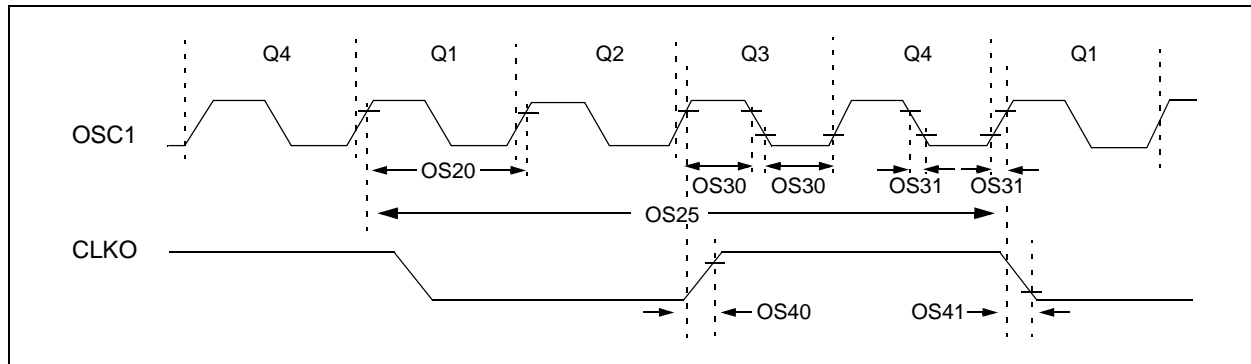 Q4 Q1 Q2 Q3 Q4 Q1
OSC1
OS20 OS30 OS30 OS31 OS31
OS25
CLKO
OS40 OS41